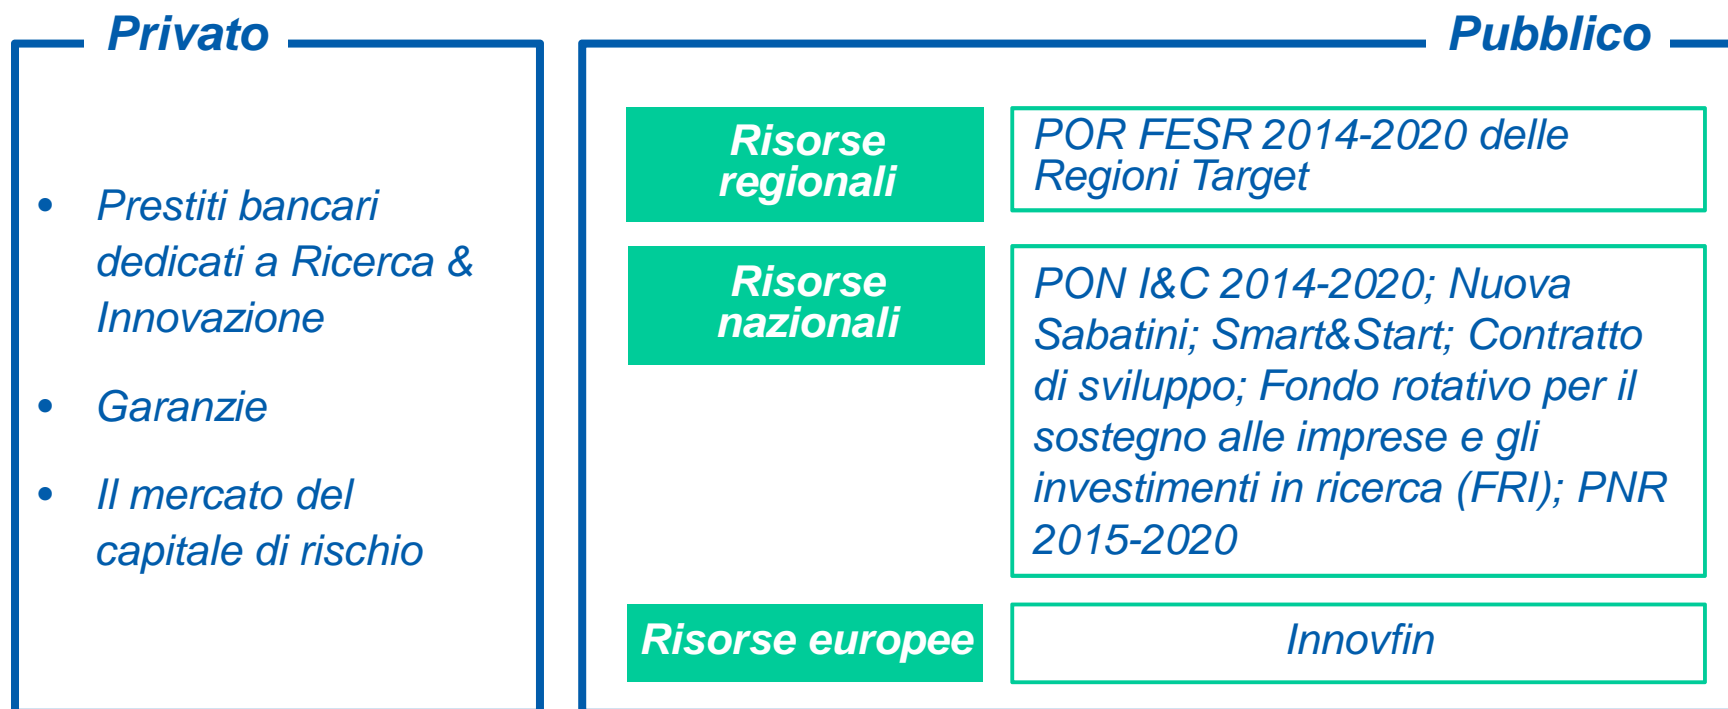 Privato
• Prestiti bancari
dedicati a Ricerca &
Innovazione
• Garanzie
• Il mercato del
capitale di rischio
Pubblico
Risorse
regionali
POR FESR 2014-2020 delle
Regioni Target
Risorse
nazionali
PON I&C 2014-2020; Nuova
Sabatini; Smart&Start; Contratto
di sviluppo; Fondo rotativo per il
sostegno alle imprese e gli
investimenti in ricerca (FRI); PNR
2015-2020
Risorse europee
Innovfin